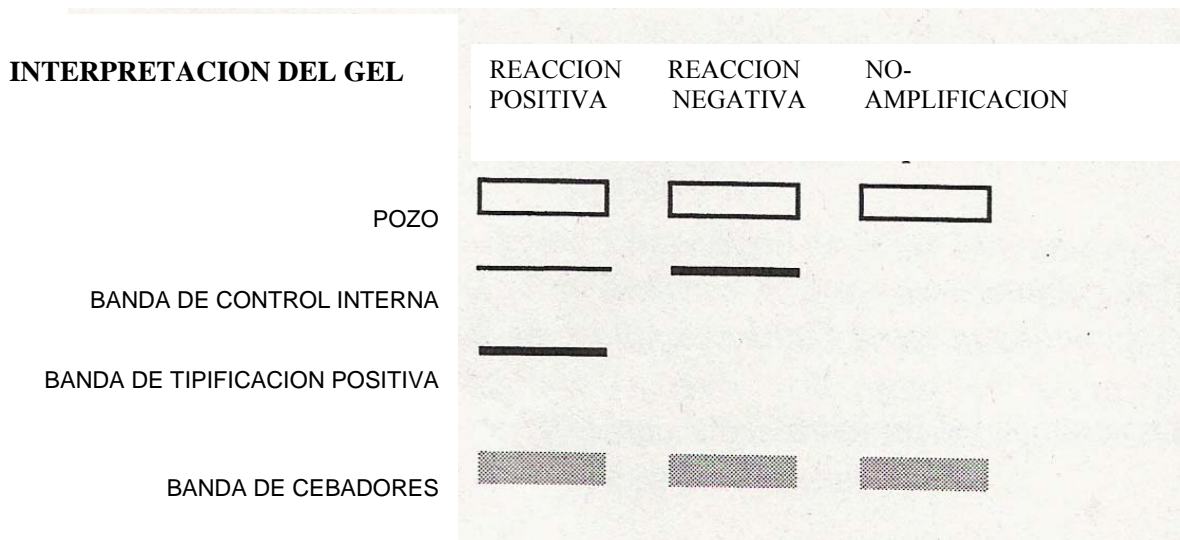 INTERPRETACION DEL GEL
REACCION POSITIVA
REACCION NEGATIVA
NO-AMPLIFICACION
POZO
BANDA DE CONTROL INTERNA
BANDA DE TIPIFICACION POSITIVA
BANDA DE CEBADORES